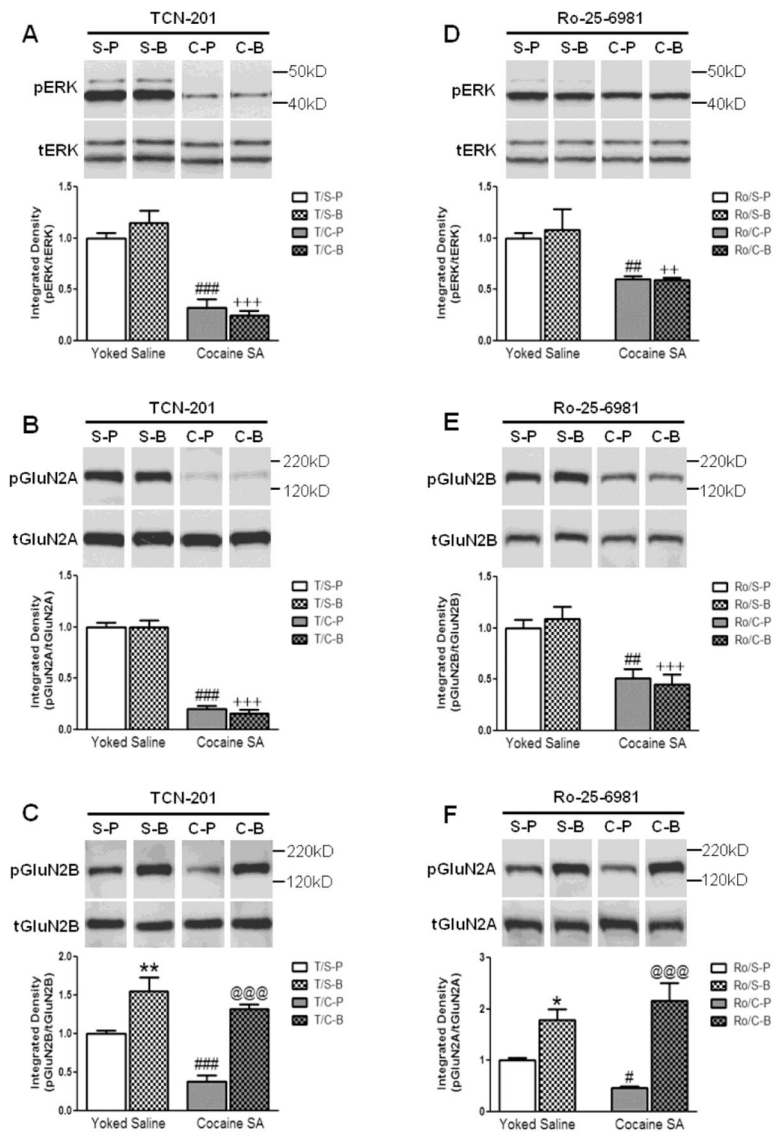 A
TCN-201
S-P S-B C-P C-B
pERK
50kD
40kD
tERK
Integrated Density
(pERK/tERK)
1.5
1.0
0.5
0.0
###
+++
Yoked Saline Cocaine SA
T/S-P
T/S-B
T/C-P
T/C-B
D
Ro-25-6981
S-P S-B C-P C-B
pERK
50kD
40kD
tERK
Integrated Density
(pERK/tERK)
1.5
1.0
0.5
0.0
##
++
Yoked Saline Cocaine SA
Ro/S-P
Ro/S-B
Ro/C-P
Ro/C-B
B
TCN-201
S-P S-B C-P C-B
pGluN2A
220kD
120kD
tGluN2A
Integrated Density
(pGluN2A/tGluN2A)
1.5
1.0
0.5
0.0
###
+++
Yoked Saline Cocaine SA
T/S-P
T/S-B
T/C-P
T/C-B
E
Ro-25-6981
S-P S-B C-P C-B
pGluN2B
220kD
120kD
tGluN2B
Integrated Density
(pGluN2B/tGluN2B)
1.5
1.0
0.5
0.0
##
+++
Yoked Saline Cocaine SA
Ro/S-P
Ro/S-B
Ro/C-P
Ro/C-B
C
TCN-201
S-P S-B C-P C-B
pGluN2B
220kD
120kD
tGluN2B
Integrated Density
(pGluN2B/tGluN2B)
2.0
1.5
1.0
0.5
0.0
**
###
@@@
Yoked Saline Cocaine SA
T/S-P
T/S-B
T/C-P
T/C-B
F
Ro-25-6981
S-P S-B C-P C-B
pGluN2A
220kD
120kD
tGluN2A
Integrated Density
(pGluN2A/tGluN2A)
3
2
1
0
*
#
@@@
Yoked Saline Cocaine SA
Ro/S-P
Ro/S-B
Ro/C-P
Ro/C-B